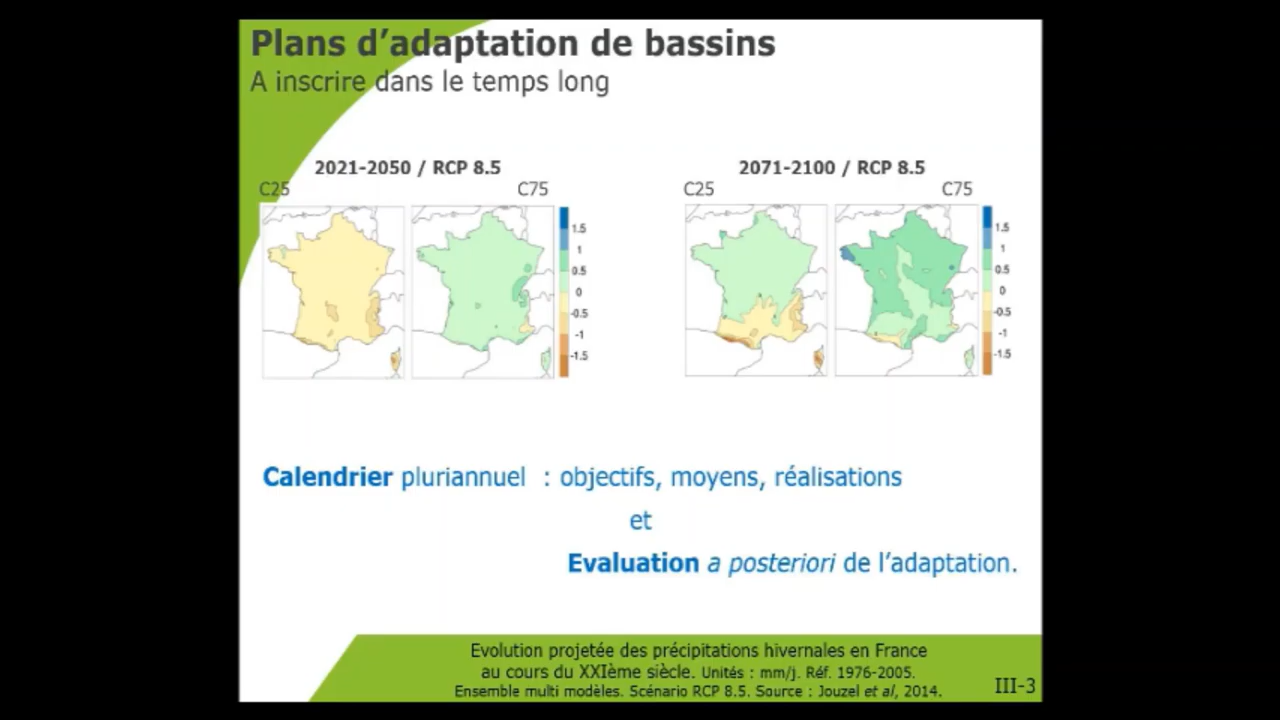 Plans d’adaptation de bassins
A inscrire dans le temps long
2021-2050 / RCP 8.5
C25
C75
1.5
1
0.5
0
-0.5
-1
-1.5
2071-2100 / RCP 8.5
C25
C75
1.5
1
0.5
0
-0.5
-1
-1.5
Calendrier pluriannuel : objectifs, moyens, réalisations
et
Evaluation a posteriori de l’adaptation.
Evolution projetée des précipitations hivernales en France
au cours du XXIème siècle. Unités : mm/j. Réf. 1976-2005.
Ensemble multi modèles. Scénario RCP 8.5. Source : Jouzel et al, 2014.
III-3